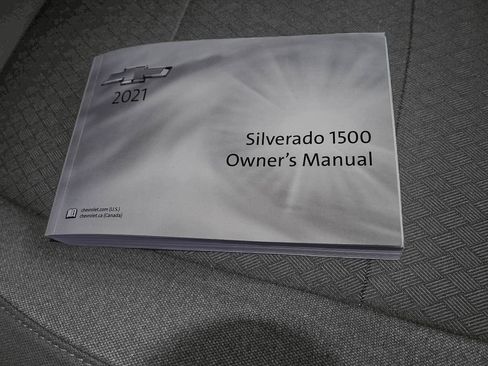 2021
Silverado 1500
Owner's Manual
chevrolet.com (U.S.)
chevrolet.ca (Canada)